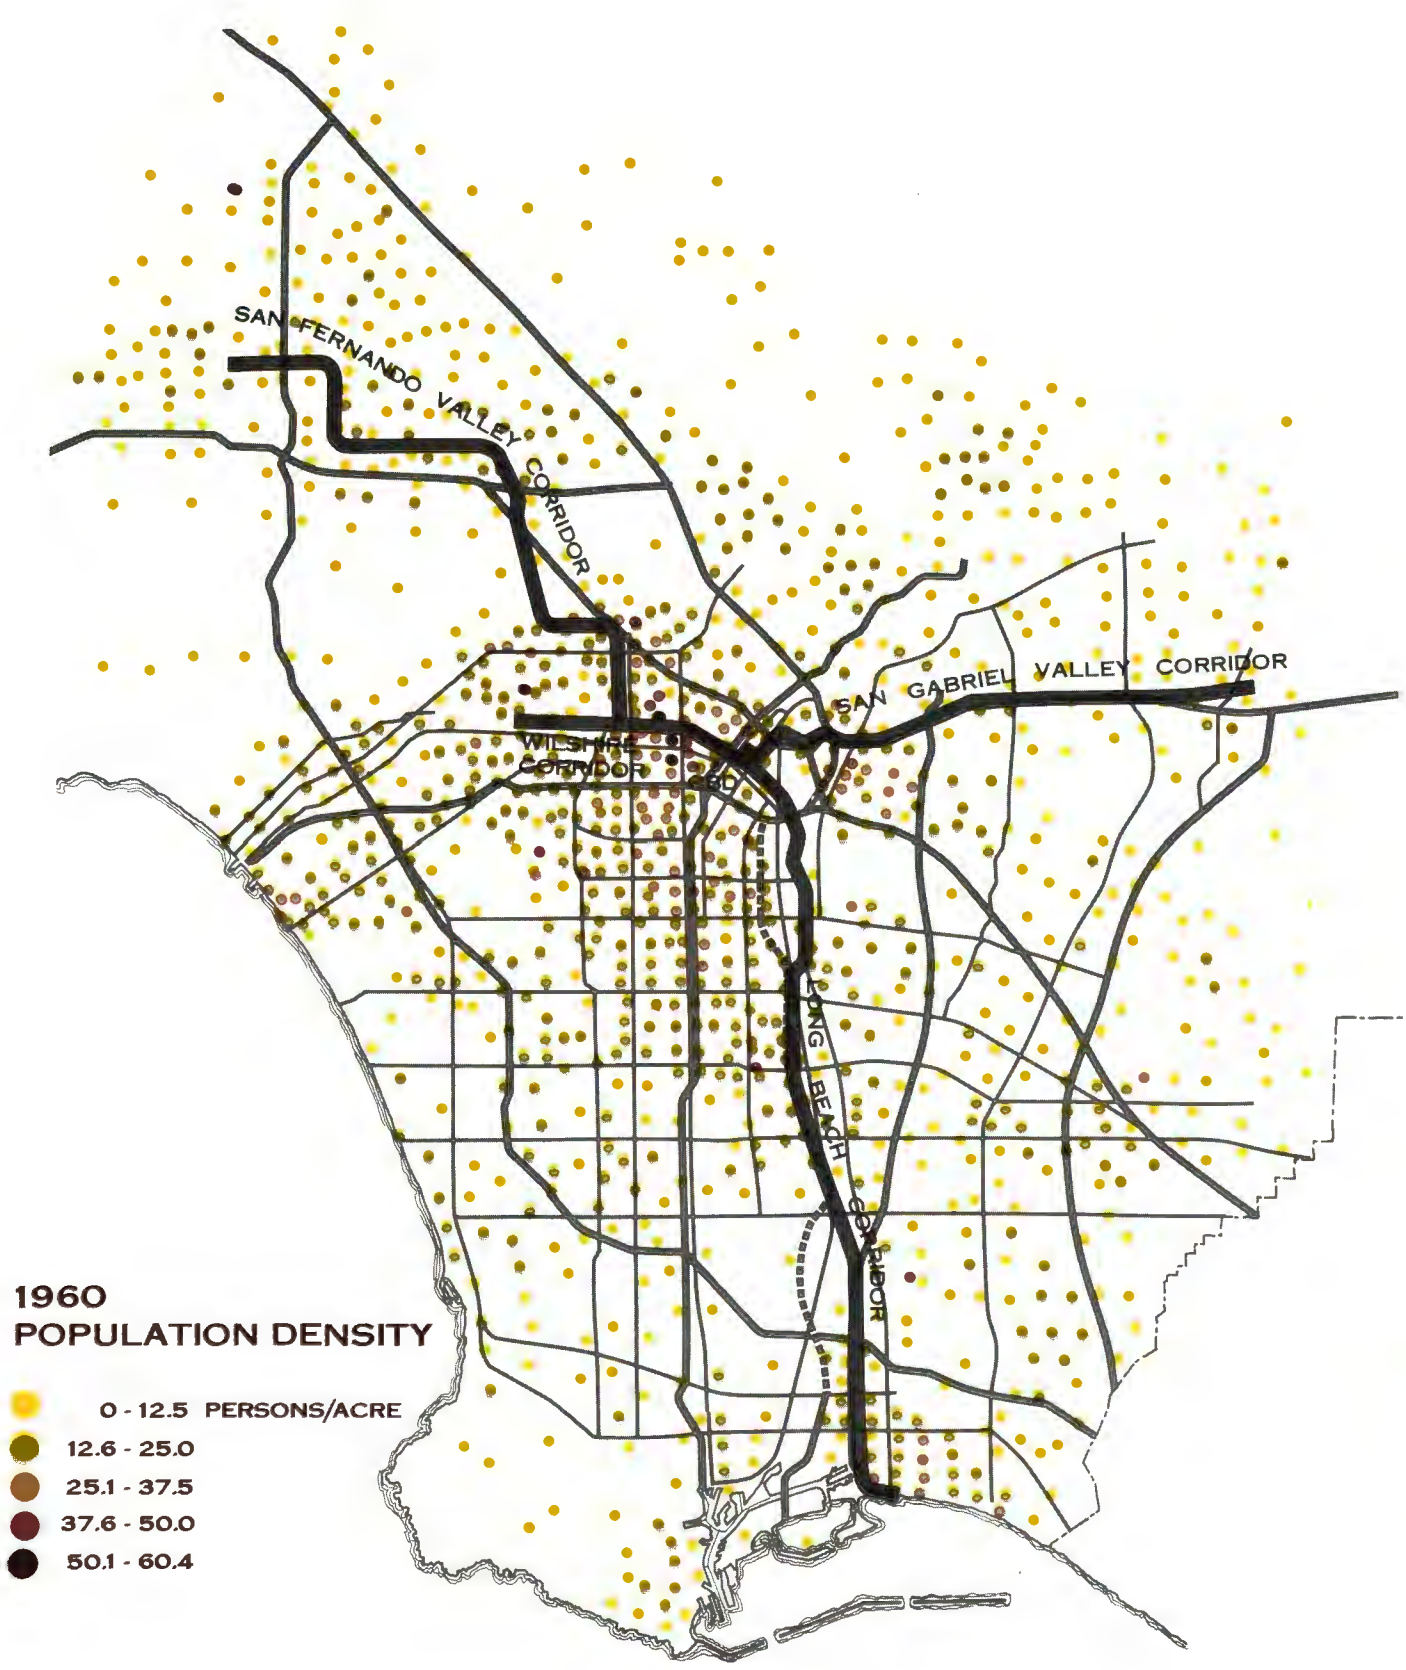 SAN FERNANDO VALLEY CORRIDOR
SAN GABRIEL VALLEY CORRIDOR
WILSHIRE
CORRIDOR
CBD
LONG BEACH CORRIDOR
1960
POPULATION DENSITY
0 - 12.5 PERSONS/ACRE
12.6 - 25.0
25.1 - 37.5
37.6 - 50.0
50.1 - 60.4